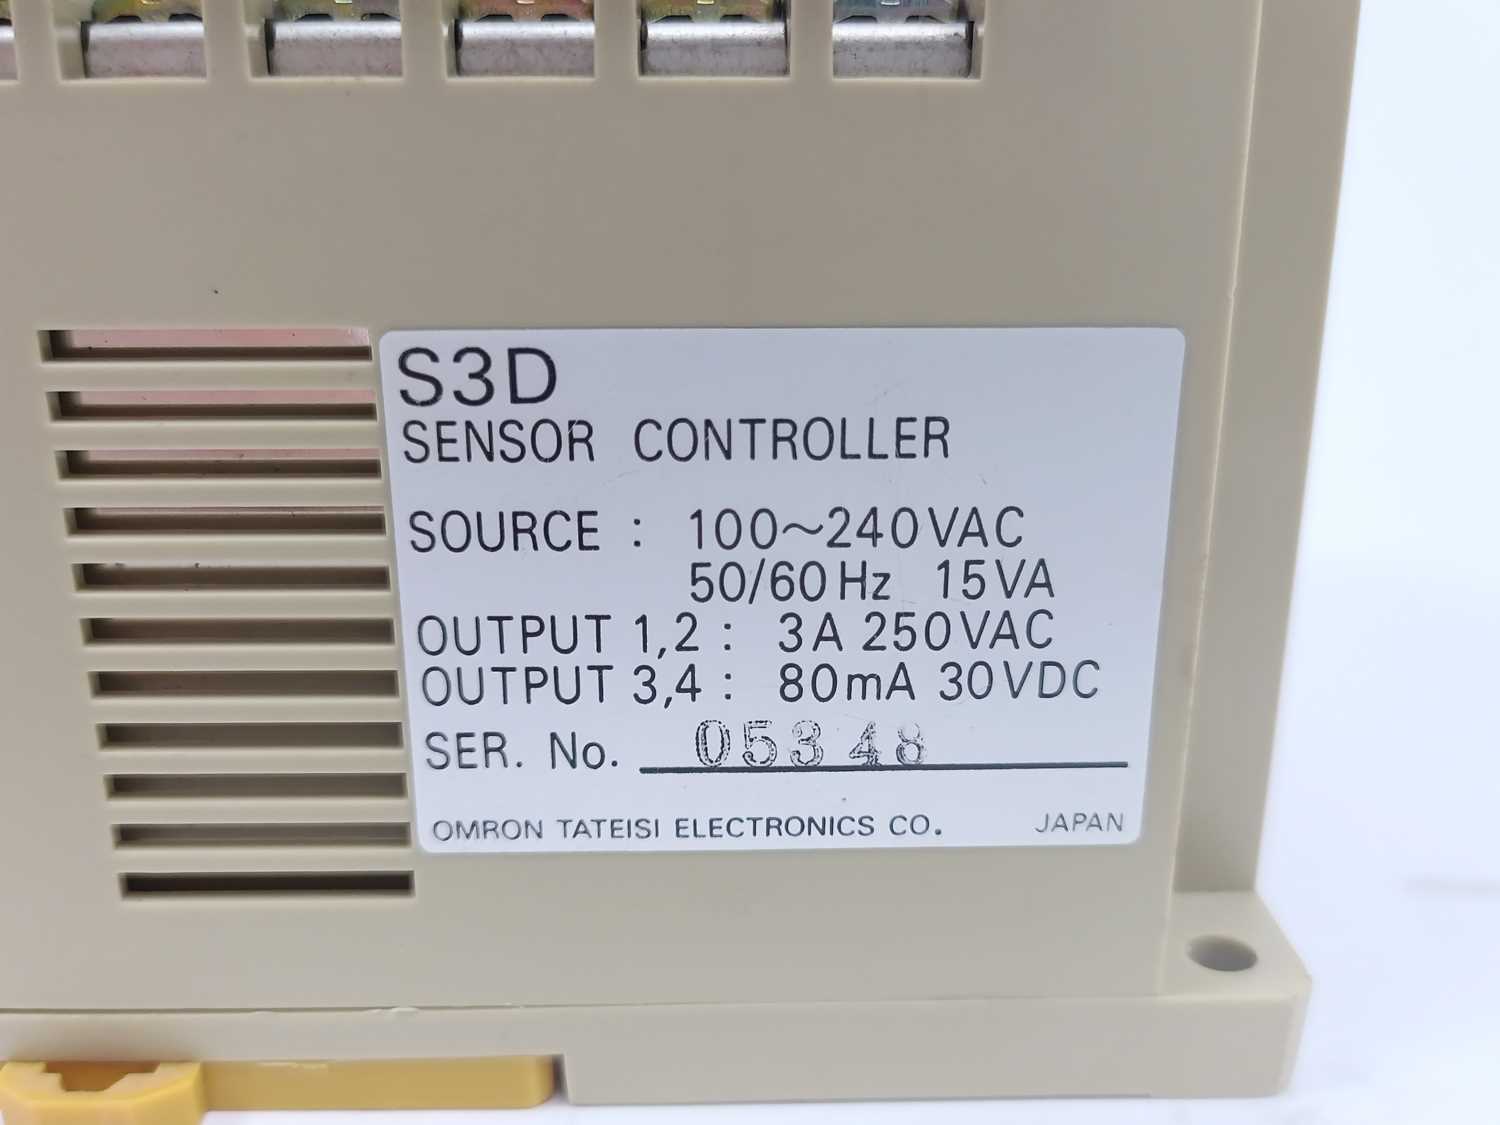 S3D
SENSOR CONTROLLER
SOURCE : 100～240VAC
50/60Hz 15VA
OUTPUT 1,2 : 3A 250VAC
OUTPUT 3,4 : 80mA 30VDC
SER. No. 05348
OMRON TATEISI ELECTRONICS CO. JAPAN